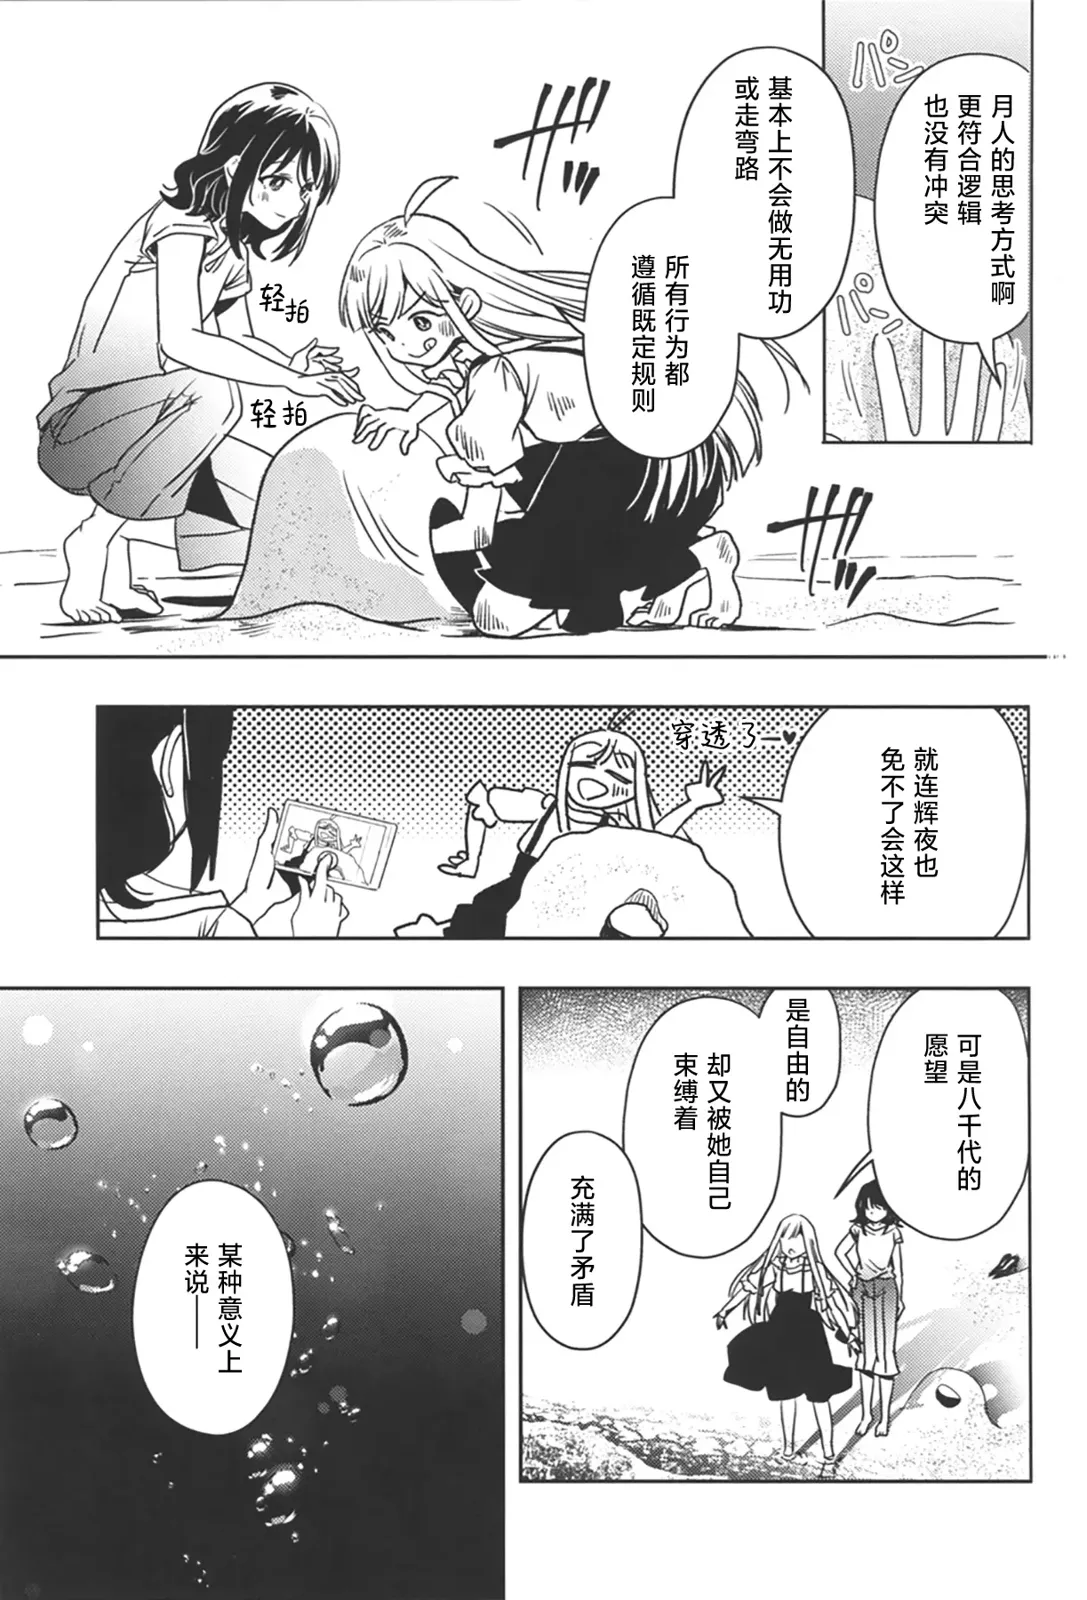 パン
パン
月人的思考方式啊
更符合逻辑
也没有冲突
基本上不会做无用功
或走弯路
所有行为都
遵循既定规则
轻拍
轻拍
就连辉夜也
免不了会这样
穿透了—♥
可是八千代的
愿望
是自由的
却又被她自己
束缚着
充满了矛盾
某种意义上
来说——